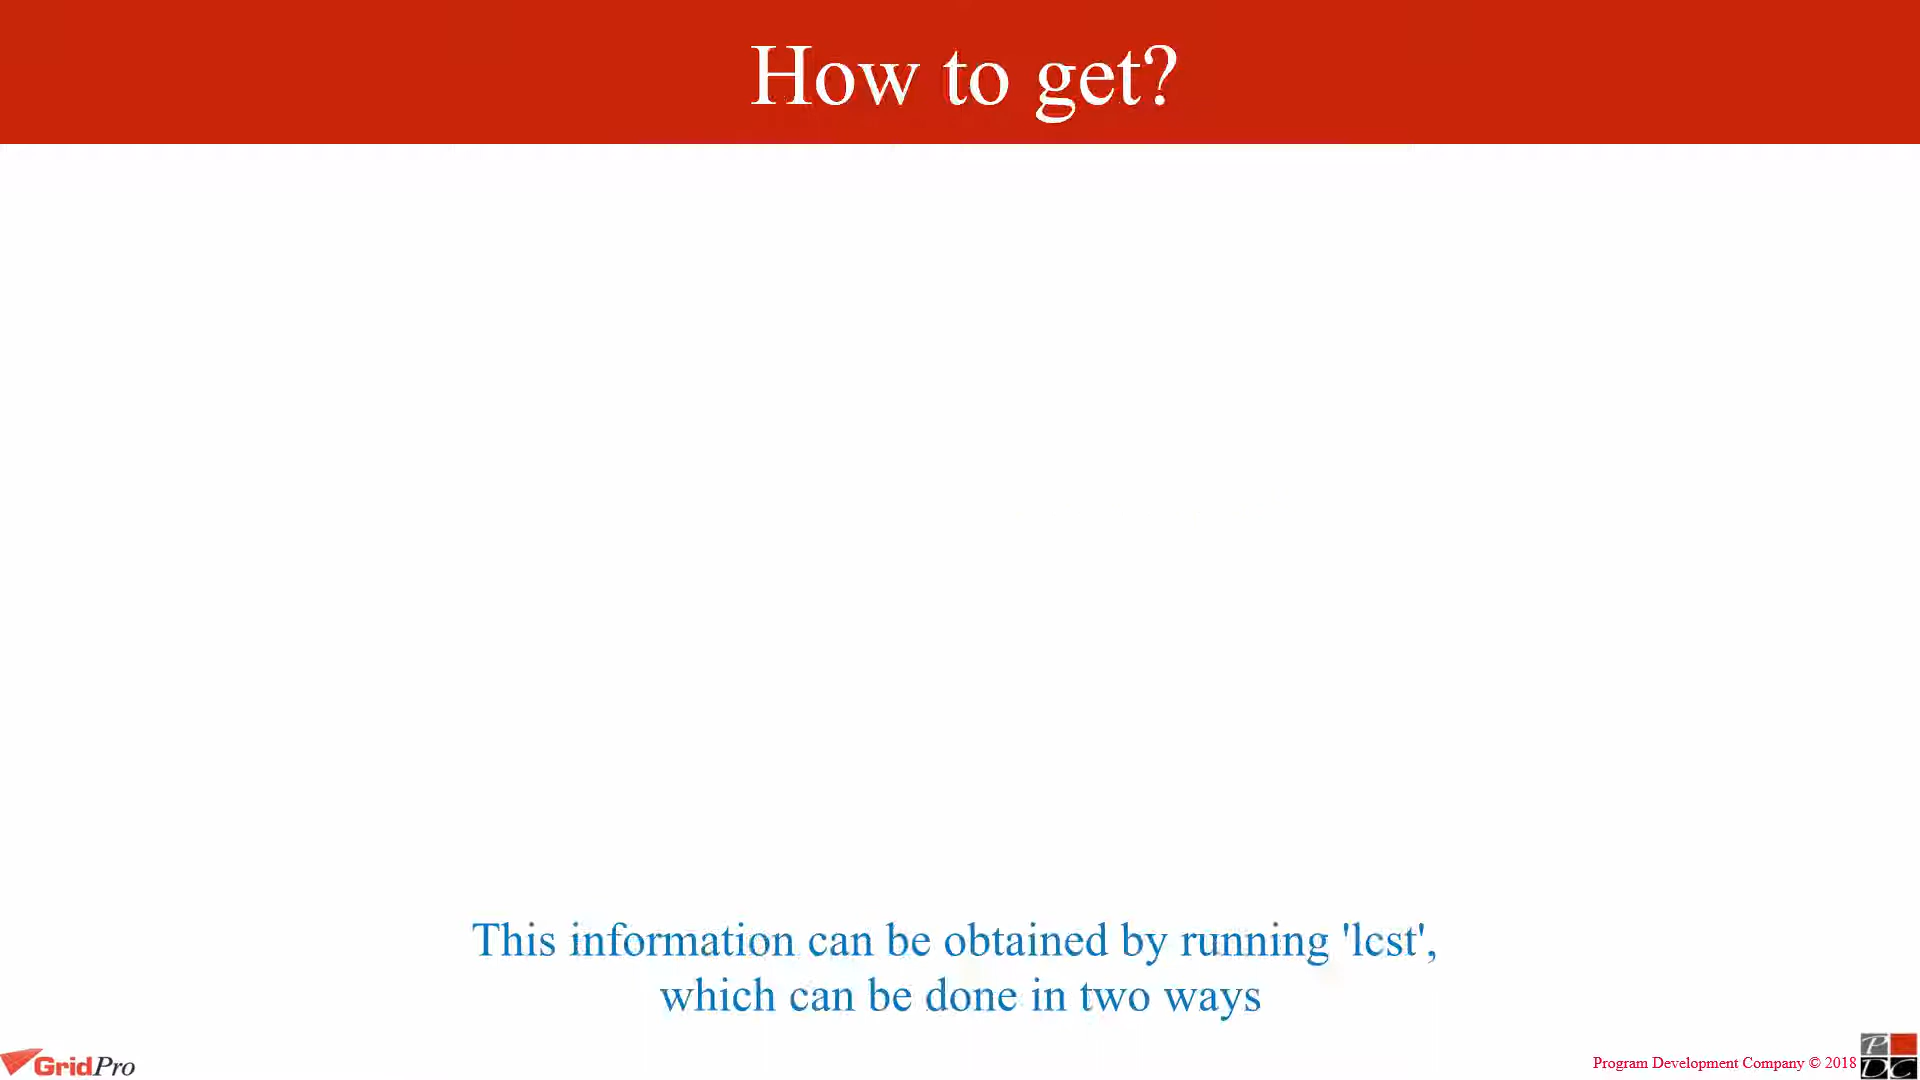 How to get?
This information can be obtained by running 'lcst',
which can be done in two ways
GridPro
Program Development Company © 2018
PDC